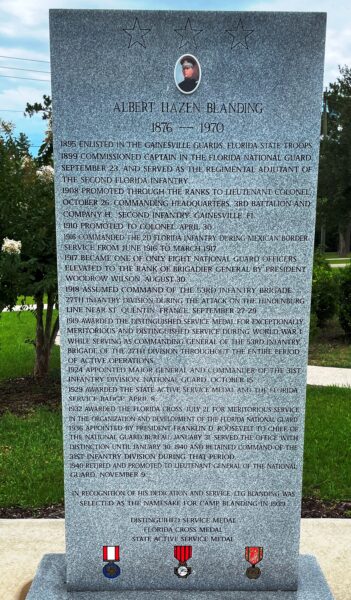 ALBERT HAZEN BLANDING
1876 — 1970
1895 ENLISTED IN THE GAINESVILLE GUARDS, FLORIDA STATE TROOPS.
1899 COMMISSIONED CAPTAIN IN THE FLORIDA NATIONAL GUARD,
SEPTEMBER 23, AND SERVED AS THE REGIMENTAL ADJUTANT OF
THE SECOND FLORIDA INFANTRY.
1908 PROMOTED THROUGH THE RANKS TO LIEUTENANT COLONEL,
OCTOBER 26, COMMANDING HEADQUARTERS, 3RD BATTALION AND
COMPANY H, SECOND INFANTRY, GAINESVILLE, FL.
1910 PROMOTED TO COLONEL, APRIL 30.
1916 COMMANDED THE 2D FLORIDA INFANTRY DURING MEXICAN BORDER
SERVICE FROM JUNE 1916 TO MARCH 1917.
1917 BECAME ONE OF ONLY EIGHT NATIONAL GUARD OFFICERS
ELEVATED TO THE RANK OF BRIGADIER GENERAL BY PRESIDENT
WOODROW WILSON, AUGUST 30.
1918 ASSUMED COMMAND OF THE 53RD INFANTRY BRIGADE,
27TH INFANTRY DIVISION DURING THE ATTACK ON THE HINDENBURG
LINE NEAR ST. QUENTIN, FRANCE, SEPTEMBER 27-29.
1919 AWARDED THE DISTINGUISHED SERVICE MEDAL FOR EXCEPTIONALLY
MERITORIOUS AND DISTINGUISHED SERVICE DURING WORLD WAR I
WHILE SERVING AS COMMANDING GENERAL OF THE 53RD INFANTRY
BRIGADE OF THE 27TH DIVISION THROUGHOUT THE ENTIRE PERIOD
OF ACTIVE OPERATIONS.
1924 APPOINTED MAJOR GENERAL AND COMMANDER OF THE 31ST
INFANTRY DIVISION, NATIONAL GUARD, OCTOBER 15.
1929 AWARDED THE STATE ACTIVE SERVICE MEDAL AND THE FLORIDA
SERVICE BADGE, APRIL 8.
1932 AWARDED THE FLORIDA CROSS, JULY 21, FOR MERITORIOUS SERVICE
IN THE ORGANIZATION AND DEVELOPMENT OF THE FLORIDA NATIONAL GUARD.
1936 APPOINTED BY PRESIDENT FRANKLIN D. ROOSEVELT TO CHIEF OF
THE NATIONAL GUARD BUREAU, JANUARY 31, SERVED THE OFFICE WITH
DISTINCTION UNTIL JANUARY 30, 1940 AND RETAINED COMMAND OF THE
31ST INFANTRY DIVISION DURING THAT PERIOD.
1940 RETIRED AND PROMOTED TO LIEUTENANT GENERAL OF THE NATIONAL
GUARD, NOVEMBER 9.
IN RECOGNITION OF HIS DEDICATION AND SERVICE, LTG BLANDING WAS
SELECTED AS THE NAMESAKE FOR CAMP BLANDING IN 1939.
DISTINGUISHED SERVICE MEDAL
FLORIDA CROSS MEDAL
STATE ACTIVE SERVICE MEDAL